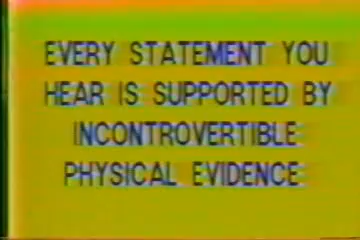 EVERY STATEMENT YOU
HEAR IS SUPPORTED BY
INCONTROVERTIBLE
PHYSICAL EVIDENCE